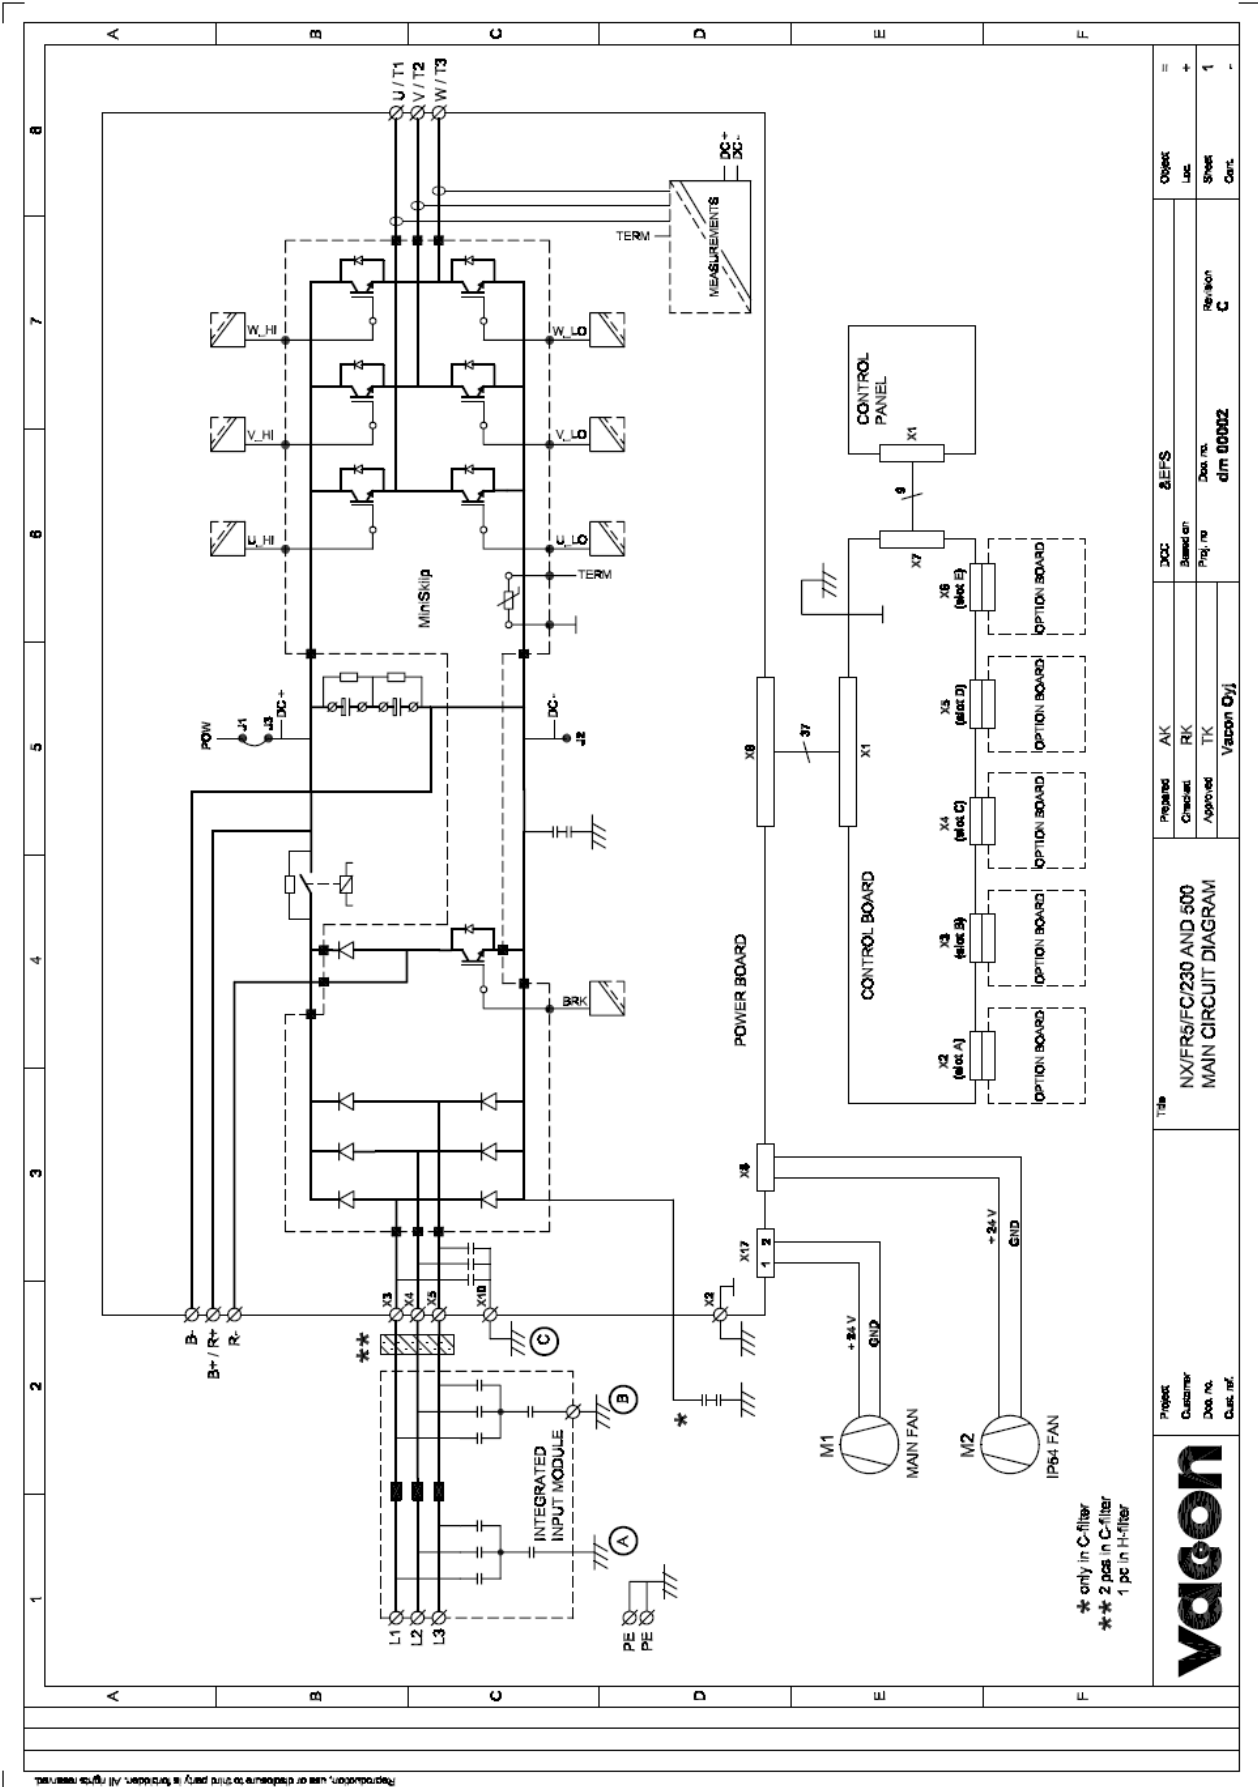 A B C D E F
1 2 3 4 5 6 7 8
L1
L2
L3
PE
PE
INTEGRATED
INPUT MODULE
A
B
C
**
*
X3
X4
X5
X10
X2
B-
B+ / R+
R-
BRK
POW
J1
J3
DC+
DC-
J2
MiniSkiip
TERM
U_HI
V_HI
W_HI
U_LO
V_LO
W_LO
U / T1
V / T2
W / T3
TERM
MEASUREMENTS
DC+
DC-
POWER BOARD
X17
1 2
+24V
GND
M1
MAIN FAN
+24V
GND
M2
IP54 FAN
X8
37
X1
CONTROL BOARD
X2
(slot A)
OPTION BOARD
X3
(slot B)
OPTION BOARD
X4
(slot C)
OPTION BOARD
X5
(slot D)
OPTION BOARD
X6
(slot E)
OPTION BOARD
X7
9
X1
CONTROL
PANEL
* only in C-filter
** 2 pcs in C-filter
1 pc in H-filter
A B C D E F
vacon
Project
Customer
Doc. no.
Cust. ref.
Title
NX/FR5/FC/230 AND 500
MAIN CIRCUIT DIAGRAM
Prepared AK
Checked RK
Approved TK
Vacon Oyj
DCC &EFS
Based on
Proj. no Doc. no. Revision
dm 00002 C
Object =
Loc. +
Sheet 1
Cont. -
Reproduction, use or disclosure to third party is forbidden. All rights reserved.